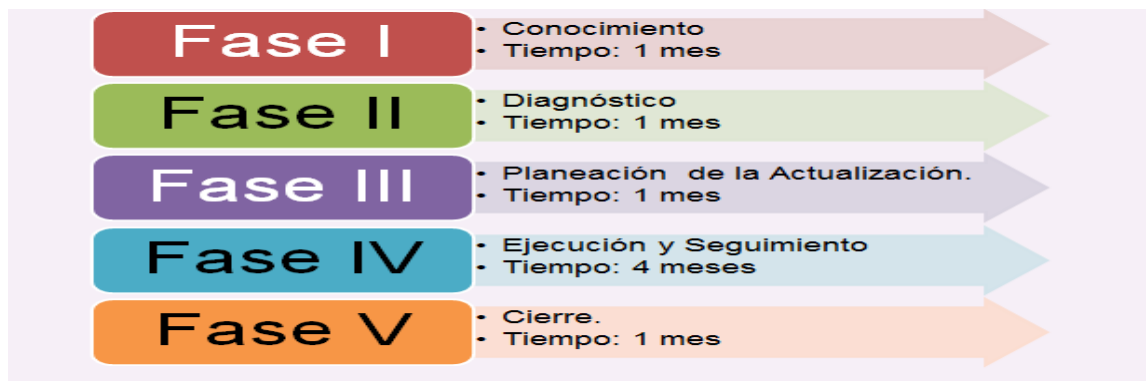 Fase I
• Conocimiento
• Tiempo: 1 mes
Fase II
• Diagnóstico
• Tiempo: 1 mes
Fase III
• Planeación de la Actualización.
• Tiempo: 1 mes
Fase IV
• Ejecución y Seguimiento
• Tiempo: 4 meses
Fase V
• Cierre.
• Tiempo: 1 mes